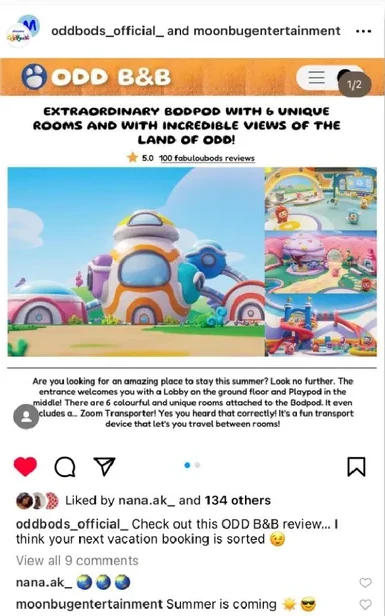 oddbods_official_ and moonbugentertainment
ODD B&B
1/2
EXTRAORDINARY BODPOD WITH 6 UNIQUE
ROOMS AND WITH INCREDIBLE VIEWS OF THE
LAND OF ODD!
5.0 100 fabuloubods reviews
Are you looking for an amazing place to stay this summer? Look no further. The
entrance welcomes you with a Lobby on the ground floor and Playpod in the
middle! There are 6 colourful and unique rooms attached to the Bodpod. It even
cludes a... Zoom Transporter! Yes you heard that correctly! It's a fun transport
device that let's you travel between rooms!
Liked by nana.ak_ and 134 others
oddbods_official_ Check out this ODD B&B review... I
think your next vacation booking is sorted 😉
View all 9 comments
nana.ak_ 🌏🌏🌏
moonbugentertainment Summer is coming ☀️ 😎